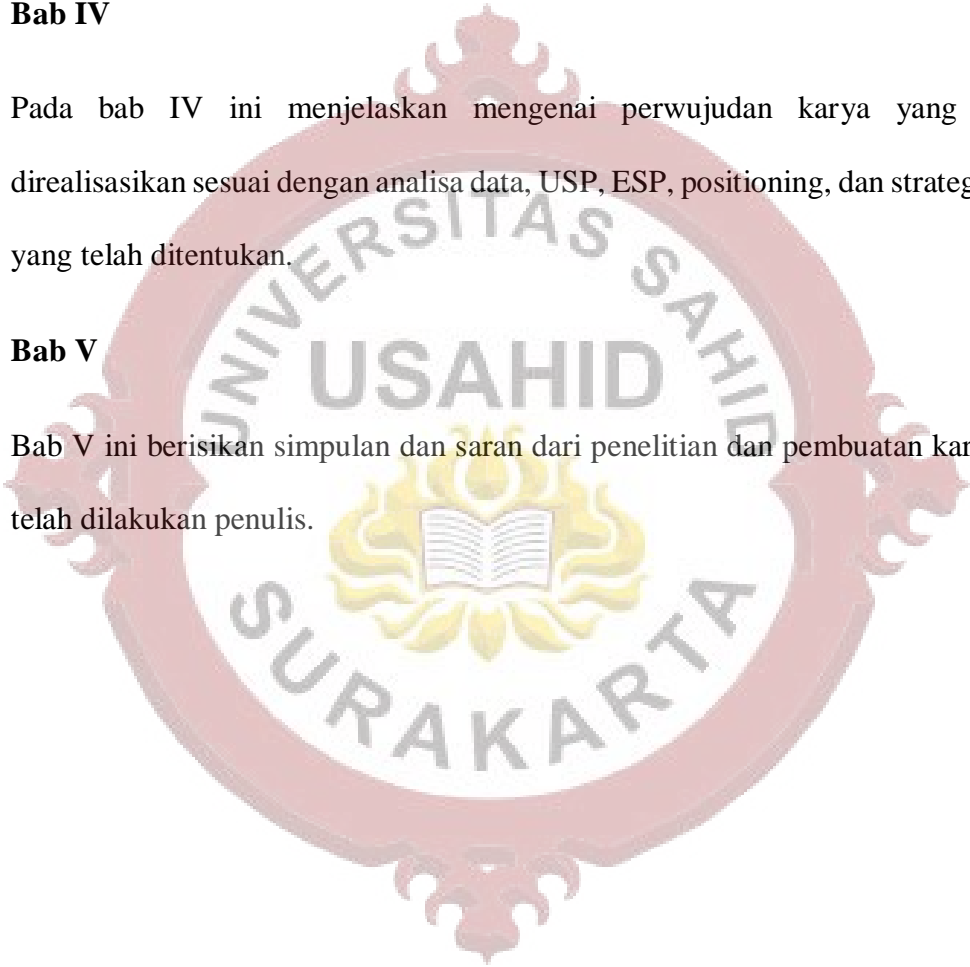 Bab IV
Pada bab IV ini menjelaskan mengenai perwujudan karya yang
direalisasikan sesuai dengan analisa data, USP, ESP, positioning, dan strateg
yang telah ditentukan.
Bab V
Bab V ini berisikan simpulan dan saran dari penelitian dan pembuatan kar
telah dilakukan penulis.
UNIVERSITAS SAHID
USAHID
SURAKARTA